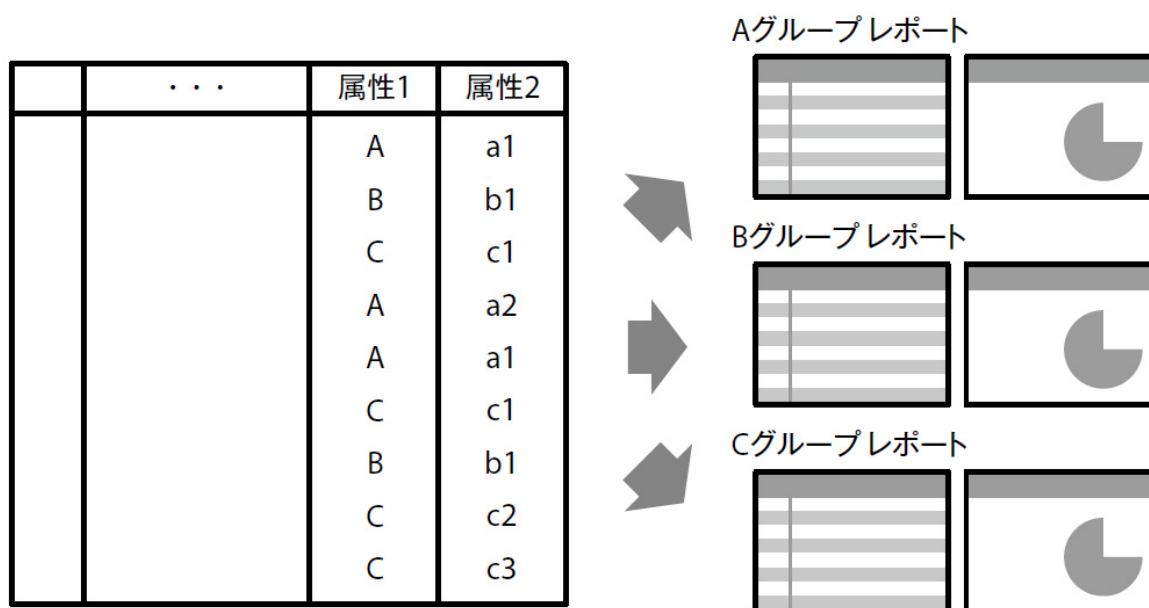 ・・・ 属性1 属性2
A a1
B b1
C c1
A a2
A a1
C c1
B b1
C c2
C c3
Aグループ レポート
Bグループ レポート
Cグループ レポート